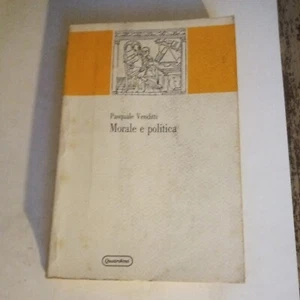 Pasquale Venditti
Morale e politica
QuattroVenti